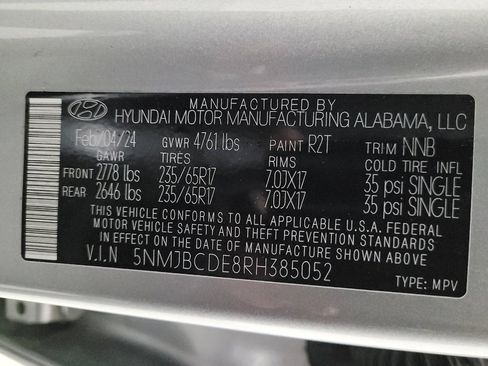 MANUFACTURED BY
HYUNDAI MOTOR MANUFACTURING ALABAMA, LLC
Feb/04/24 GVWR 4761 lbs PAINT R2T TRIM NNB
GAWR TIRES RIMS COLD TIRE INFL
FRONT 2778 lbs 235/65R17 7.0JX17 35 psi SINGLE
REAR 2646 lbs 235/65R17 7.0JX17 35 psi SINGLE
THIS VEHICLE CONFORMS TO ALL APPLICABLE U.S.A FEDERAL
MOTOR VEHICLE SAFETY AND THEFT PREVENTION STANDARDS
IN EFFECT ON THE DATE OF MANUFACTURE SHOWN ABOVE.
V.I.N 5NMJBCDE8RH385052
TYPE: MPV